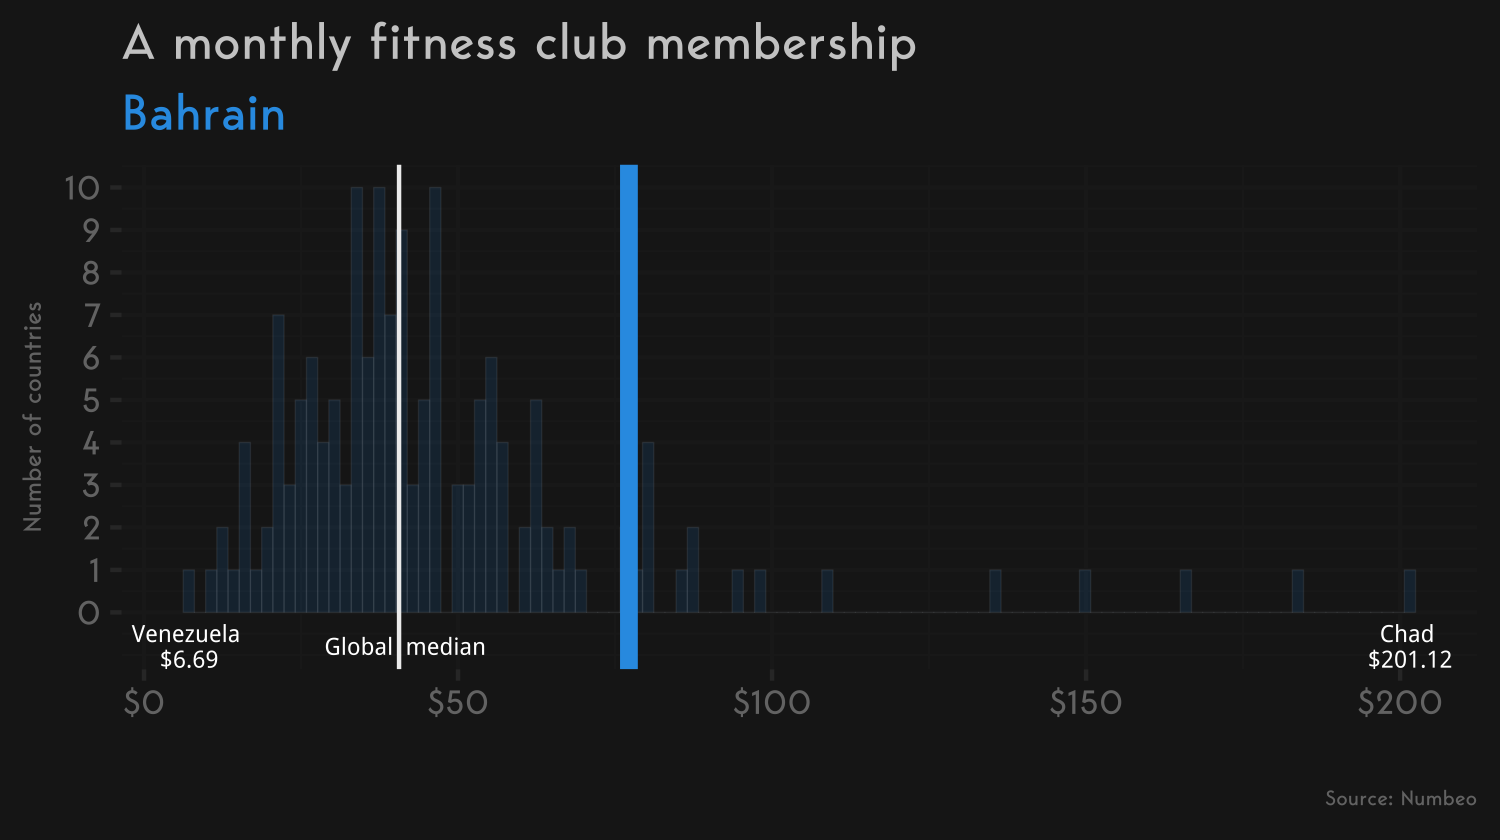 A monthly fitness club membership
Bahrain
Number of countries
10
9
8
7
6
5
4
3
2
1
0
Venezuela
$6.69
Global median
Chad
$201.12
$0 $50 $100 $150 $200
Source: Numbeo